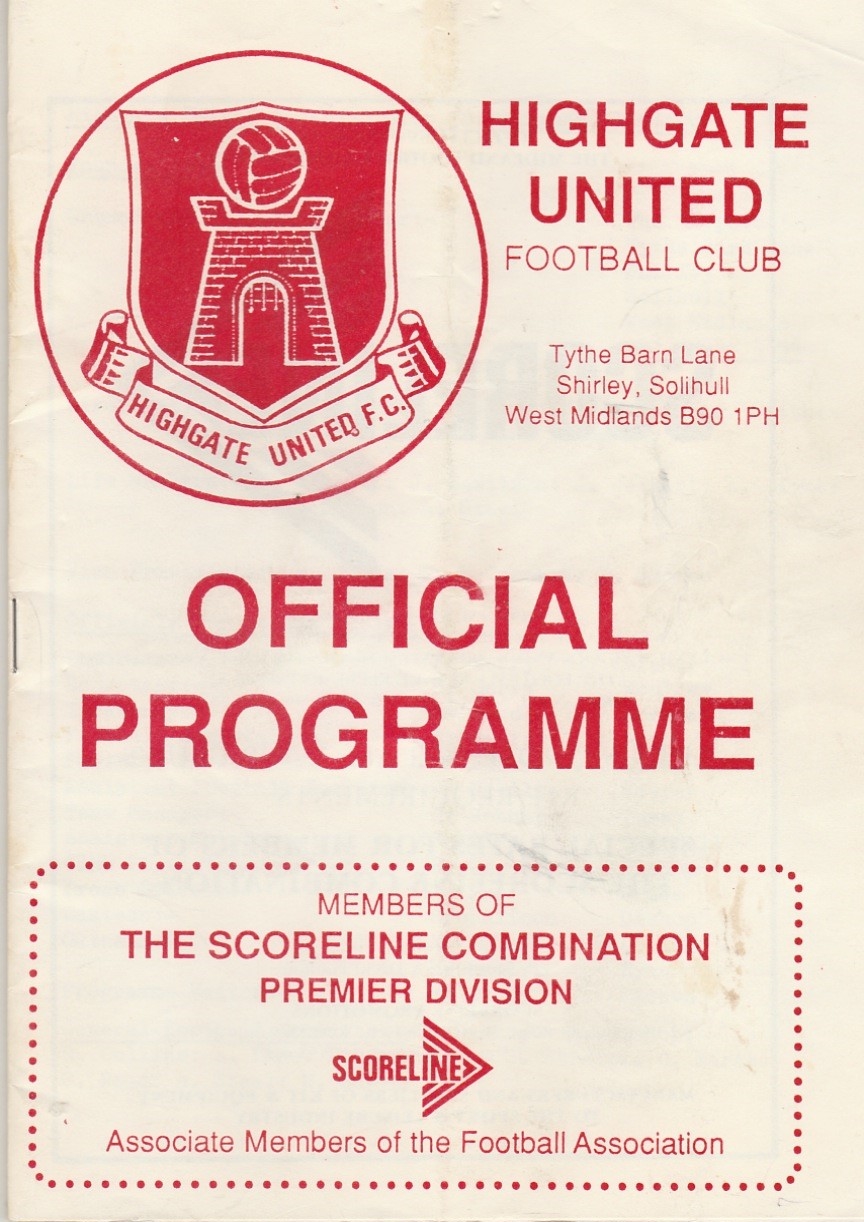 HIGHGATE
UNITED
FOOTBALL CLUB
Tythe Barn Lane
Shirley, Solihull
West Midlands B90 1PH
HIGHGATE UNITED F.C.
OFFICIAL
PROGRAMME
MEMBERS OF
THE SCORELINE COMBINATION
PREMIER DIVISION
SCORELINE
Associate Members of the Football Association